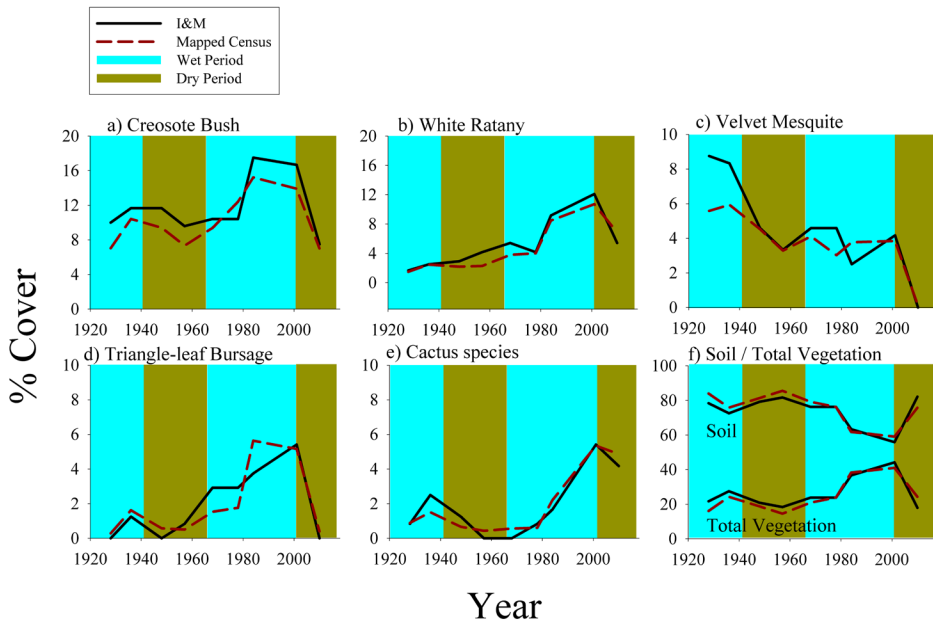 I&M
Mapped Census
Wet Period
Dry Period
a) Creosote Bush
b) White Ratany
c) Velvet Mesquite
20
16
12
8
4
0
1920 1940 1960 1980 2000
20
16
12
8
4
0
1920 1940 1960 1980 2000
10
8
6
4
2
0
1920 1940 1960 1980 2000
% Cover
d) Triangle-leaf Bursage
e) Cactus species
f) Soil / Total Vegetation
8
6
4
2
0
1920 1940 1960 1980 2000
8
6
4
2
0
1920 1940 1960 1980 2000
100
80
60
40
20
0
Soil
Total Vegetation
1920 1940 1960 1980 2000
Year